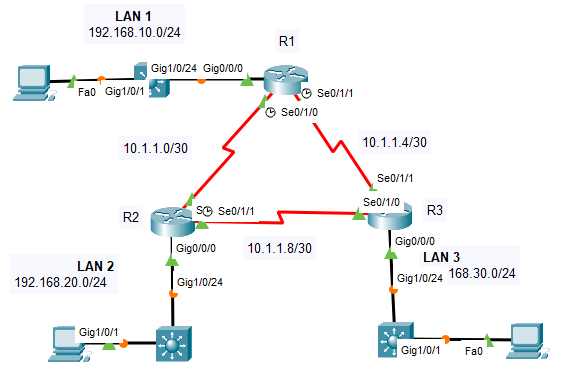 LAN 1
192.168.10.0/24
R1
Gig1/0/24
Gig0/0/0
Fa0
Gig1/0/1
Se0/1/1
Se0/1/0
10.1.1.0/30
10.1.1.4/30
Se0/1/1
R2
S
Se0/1/1
Se0/1/0
R3
10.1.1.8/30
Gig0/0/0
Gig0/0/0
LAN 2
192.168.20.0/24
Gig1/0/24
LAN 3
168.30.0/24
Gig1/0/24
Gig1/0/1
Gig1/0/1
Fa0